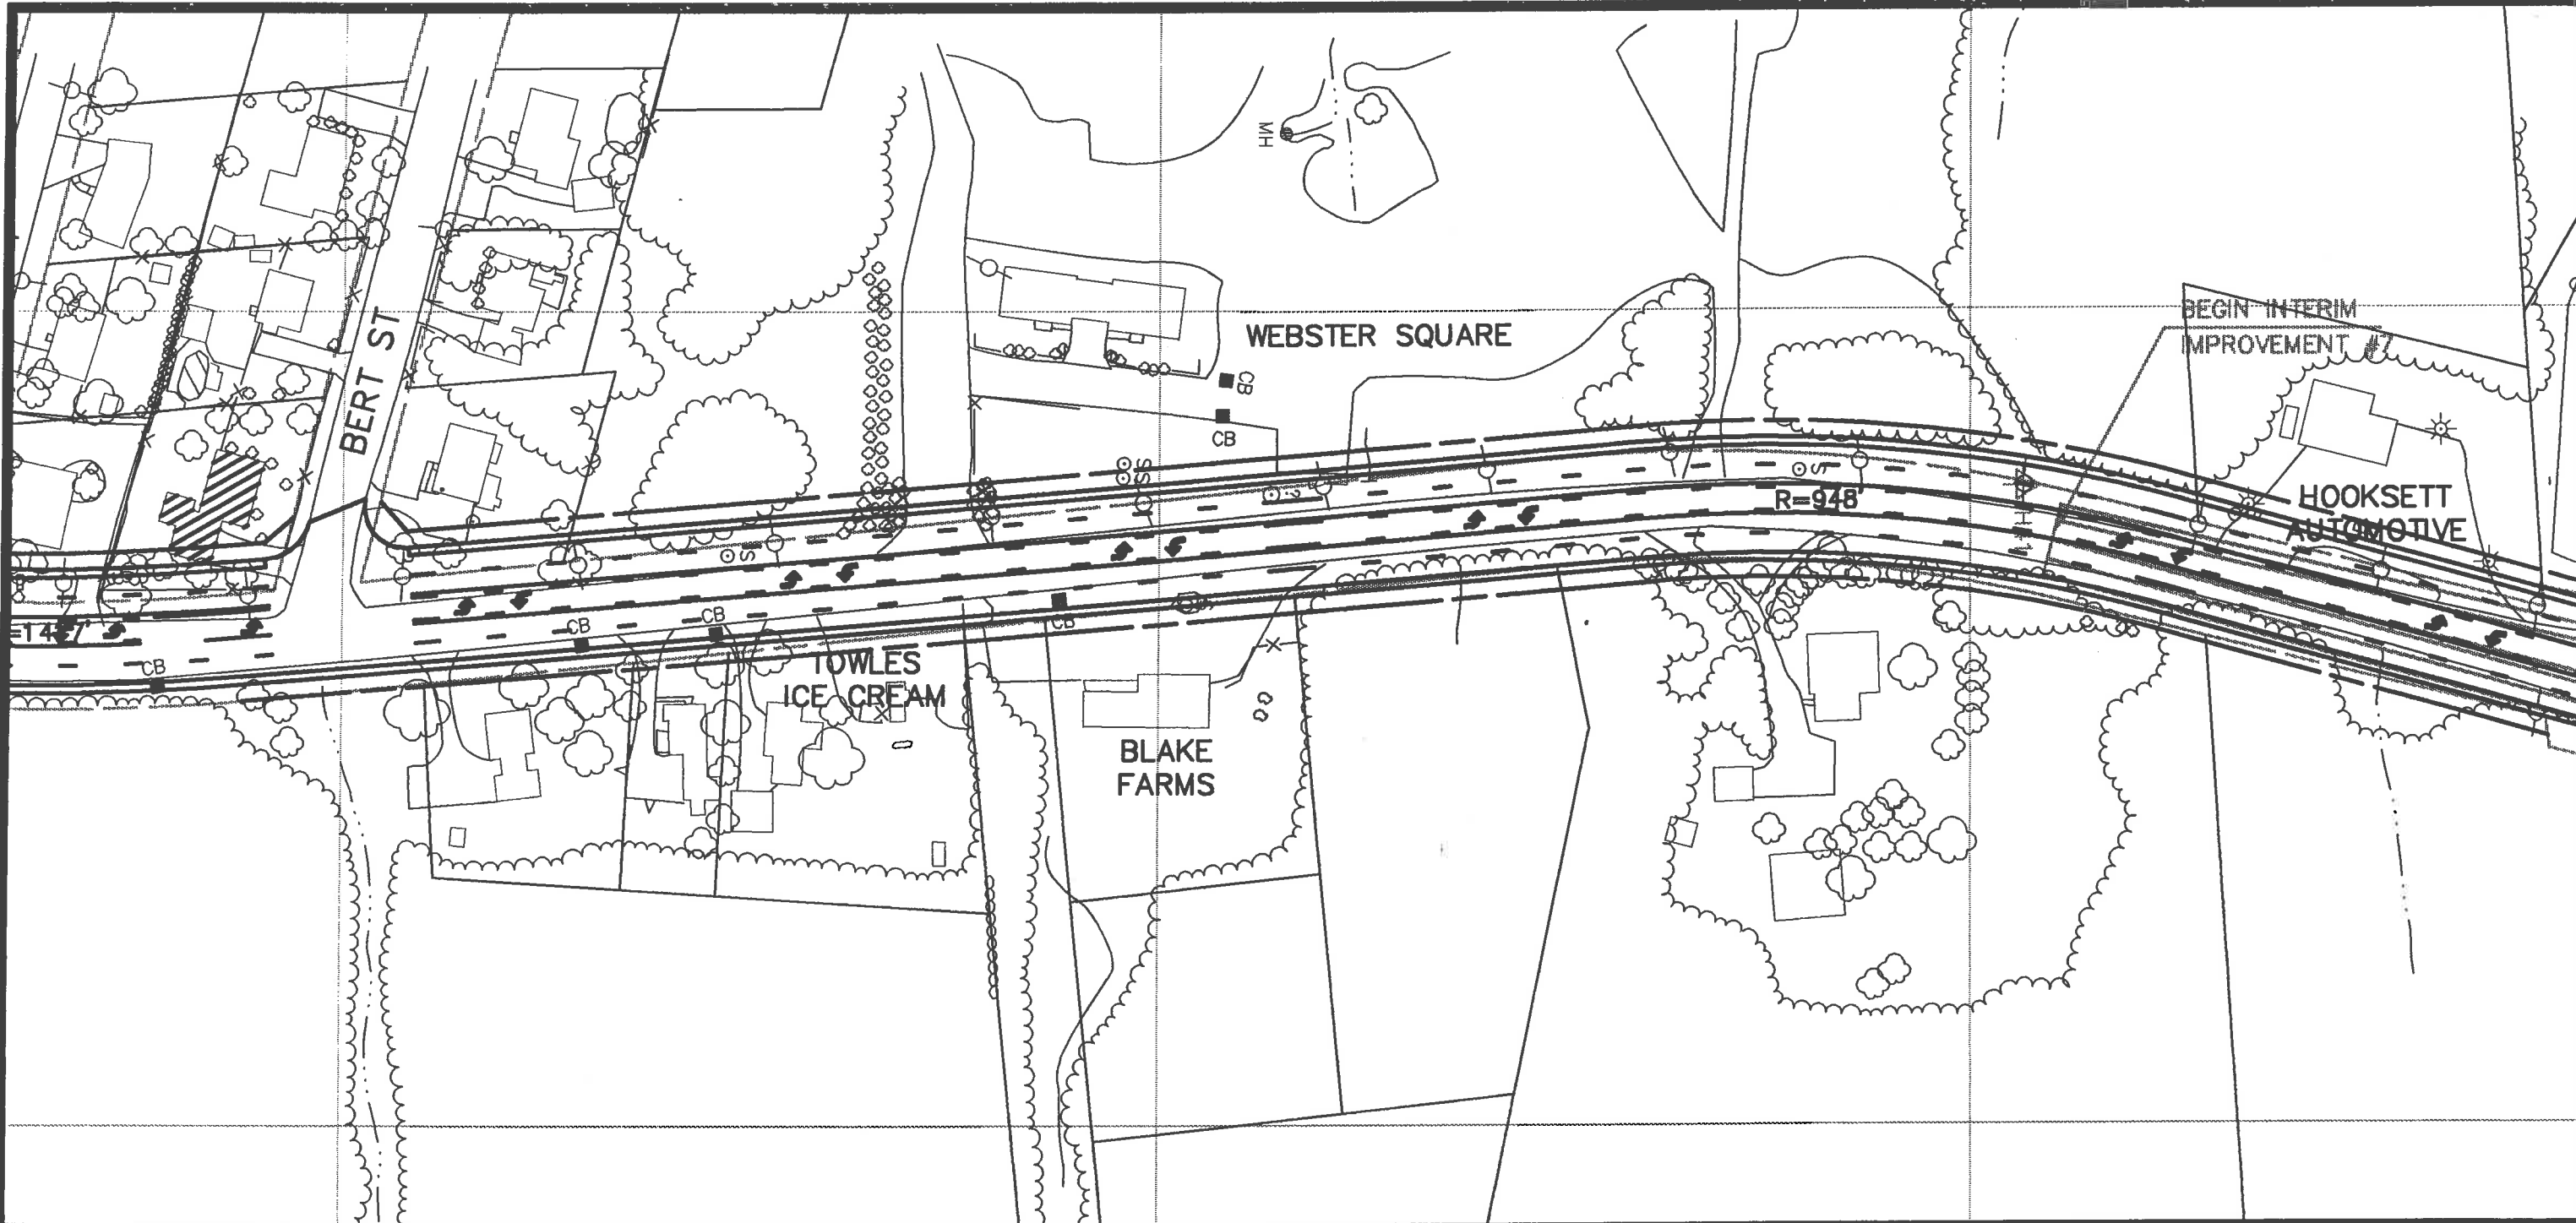 MH
BEGIN INTERIM
IMPROVEMENT #7
BERT ST
WEBSTER SQUARE
CB
CB
S
S
S
S
R=948'
HOOKSETT
AUTOMOTIVE
CB
CB
CB
CB
TOWLES
ICE CREAM
BLAKE
FARMS